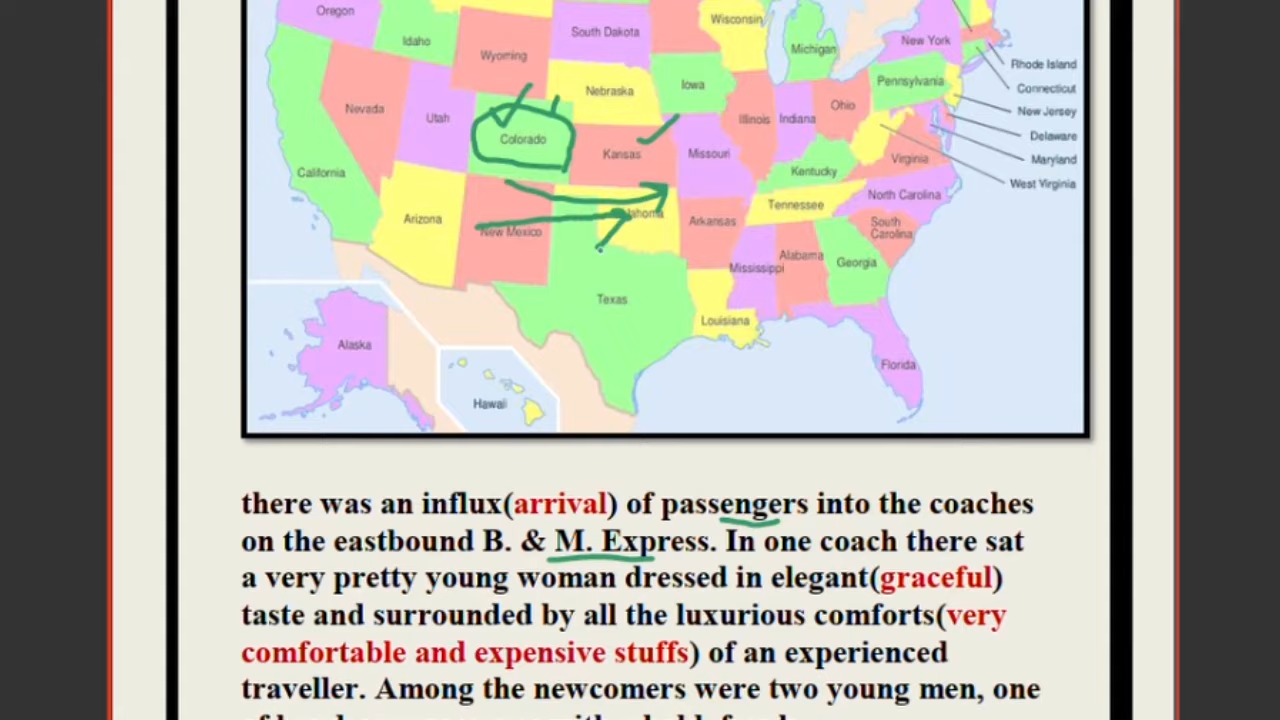 Oregon
Idaho
Wyoming
South Dakota
Wisconsin
Michigan
New York
Rhode Island
Connecticut
New Jersey
Delaware
Maryland
West Virginia
Pennsylvania
Nebraska
Iowa
Nevada
Utah
Colorado
Kansas
Illinois
Indiana
Ohio
Missouri
Kentucky
Virginia
California
Arizona
New Mexico
lahoma
Arkansas
Tennessee
North Carolina
South
Carolina
Mississippi
Alabama
Georgia
Texas
Louisiana
Florida
Alaska
Hawaii
there was an influx(arrival) of passengers into the coaches
on the eastbound B. & M. Express. In one coach there sat
a very pretty young woman dressed in elegant(graceful)
taste and surrounded by all the luxurious comforts(very
comfortable and expensive stuffs) of an experienced
traveller. Among the newcomers were two young men, one